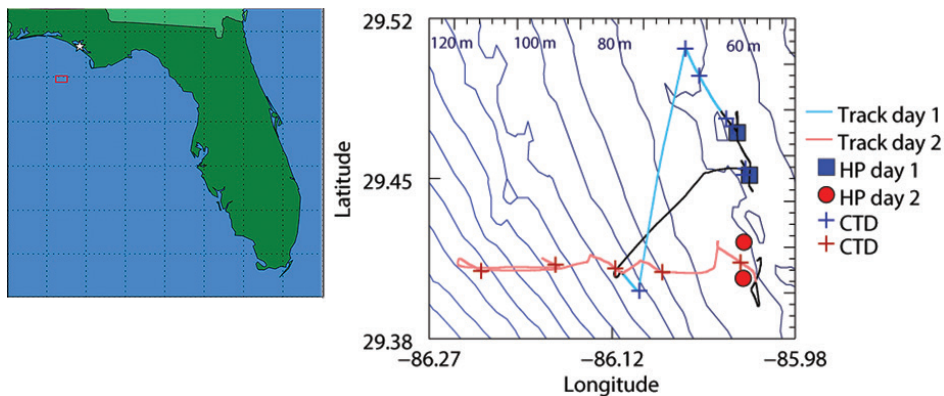 29.52
120 m 100 m 80 m 60 m
Track day 1
Track day 2
HP day 1
HP day 2
CTD
CTD
Latitude
29.45
29.38
−86.27 −86.12 −85.98
Longitude